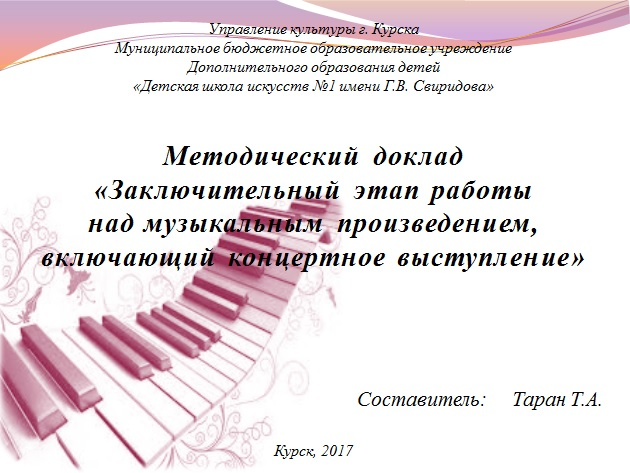 Управление культуры г. Курска
Муниципальное бюджетное образовательное учреждение
Дополнительного образования детей
«Детская школа искусств №1 имени Г.В. Свиридова»
Методический доклад
«Заключительный этап работы
над музыкальным произведением,
включающий концертное выступление»
Составитель: Таран Т.А.
Курск, 2017